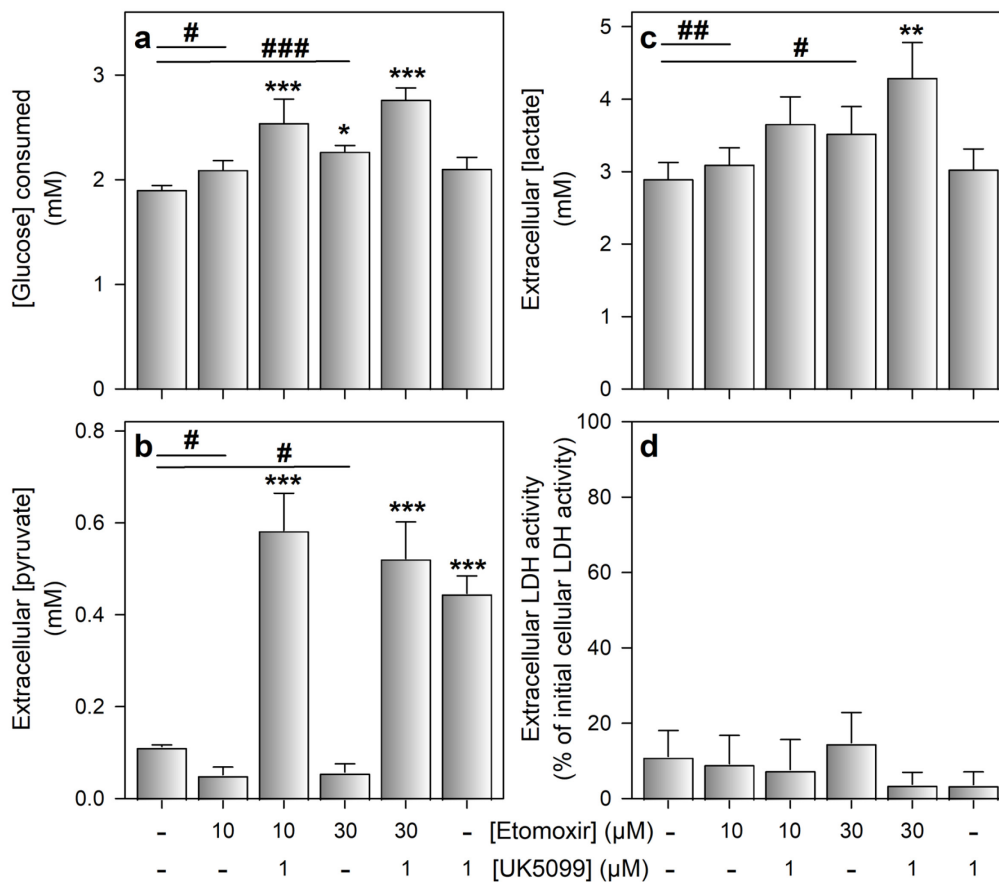 a
#
###
***
*
***
3
2
1
0
[Glucose] consumed
(mM)
c
##
#
**
5
4
3
2
1
0
Extracellular [lactate]
(mM)
b
#
#
***
***
***
0.8
0.6
0.4
0.2
0.0
Extracellular [pyruvate]
(mM)
d
100
80
60
40
20
0
Extracellular LDH activity
(% of initial cellular LDH activity)
- 10 10 30 30 - [Etomoxir] (µM) - 10 10 30 30 -
- - 1 - 1 1 [UK5099] (µM) - - 1 - 1 1